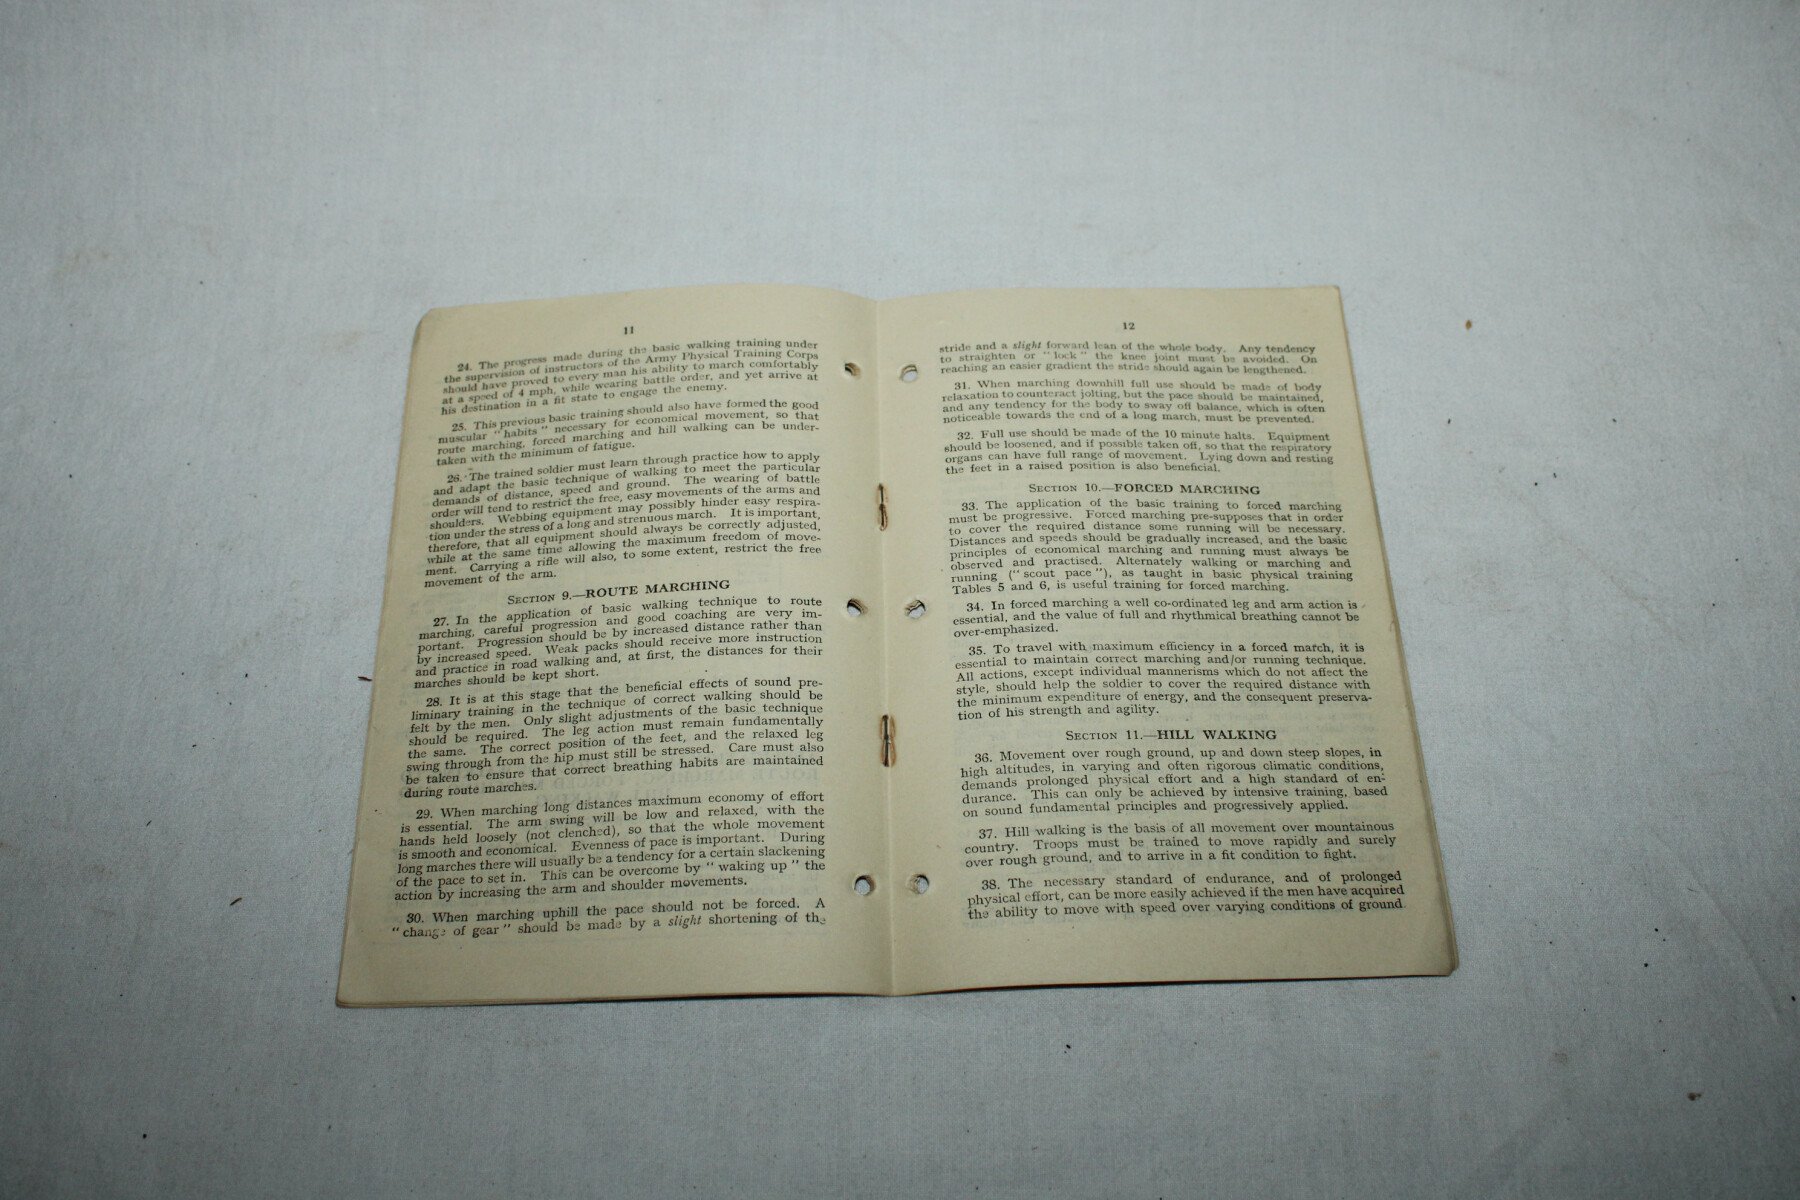 11
24. The progress made during the basic walking training under
the supervision of instructors of the Army Physical Training Corps
should have proved to every man his ability to march comfortably
at a speed of 4 mph, while wearing battle order, and yet arrive at
his destination in a fit state to engage the enemy.
25. This previous basic training should also have formed the good
muscular “habits” necessary for economical movement, so that
route marching, forced marching and hill walking can be under-
taken with the minimum of fatigue.
26. The trained soldier must learn through practice how to apply
and adapt the basic technique of walking to meet the particular
demands of distance, speed and ground. The wearing of battle
order will tend to restrict the free, easy movements of the arms and
shoulders. Webbing equipment may possibly hinder easy respira-
tion under the stress of a long and strenuous march. It is important,
therefore, that all equipment should always be correctly adjusted,
while at the same time allowing the maximum freedom of move-
ment. Carrying a rifle will also, to some extent, restrict the free
movement of the arm.
Section 9.—ROUTE MARCHING
27. In the application of basic walking technique to route
marching, careful progression and good coaching are very im-
portant. Progression should be by increased distance rather than
by increased speed. Weak packs should receive more instruction
and practice in road walking and, at first, the distances for their
marches should be kept short.
28. It is at this stage that the beneficial effects of sound pre-
liminary training in the technique of correct walking should be
felt by the men. Only slight adjustments of the basic technique
should be required. The leg action must remain fundamentally
the same. The correct position of the feet, and the relaxed leg
swing through from the hip must still be stressed. Care must also
be taken to ensure that correct breathing habits are maintained
during route marches.
29. When marching long distances maximum economy of effort
is essential. The arm swing will be low and relaxed, with the
hands held loosely (not clenched), so that the whole movement
is smooth and economical. Evenness of pace is important. During
long marches there will usually be a tendency for a certain slackening
of the pace to set in. This can be overcome by “waking up” the
action by increasing the arm and shoulder movements.
30. When marching uphill the pace should not be forced. A
“change of gear” should be made by a slight shortening of the
12
stride and a slight forward lean of the whole body. Any tendency
to straighten or “lock” the knee joint must be avoided. On
reaching an easier gradient the stride should again be lengthened.
31. When marching downhill full use should be made of body
relaxation to counteract jolting, but the pace should be maintained,
and any tendency for the body to sway off balance, which is often
noticeable towards the end of a long march, must be prevented.
32. Full use should be made of the 10 minute halts. Equipment
should be loosened, and if possible taken off, so that the respiratory
organs can have full range of movement. Lying down and resting
the feet in a raised position is also beneficial.
Section 10.—FORCED MARCHING
33. The application of the basic training to forced marching
must be progressive. Forced marching pre-supposes that in order
to cover the required distance some running will be necessary.
Distances and speeds should be gradually increased, and the basic
principles of economical marching and running must always be
observed and practised. Alternately walking or marching and
running (“scout pace”), as taught in basic physical training
Tables 5 and 6, is useful training for forced marching.
34. In forced marching a well co-ordinated leg and arm action is
essential, and the value of full and rhythmical breathing cannot be
over-emphasized.
35. To travel with maximum efficiency in a forced march, it is
essential to maintain correct marching and/or running technique.
All actions, except individual mannerisms which do not affect the
style, should help the soldier to cover the required distance with
the minimum expenditure of energy, and the consequent preserva-
tion of his strength and agility.
Section 11.—HILL WALKING
36. Movement over rough ground, up and down steep slopes, in
high altitudes, in varying and often rigorous climatic conditions,
demands prolonged physical effort and a high standard of en-
durance. This can only be achieved by intensive training, based
on sound fundamental principles and progressively applied.
37. Hill walking is the basis of all movement over mountainous
country. Troops must be trained to move rapidly and surely
over rough ground, and to arrive in a fit condition to fight.
38. The necessary standard of endurance, and of prolonged
physical effort, can be more easily achieved if the men have acquired
the ability to move with speed over varying conditions of ground